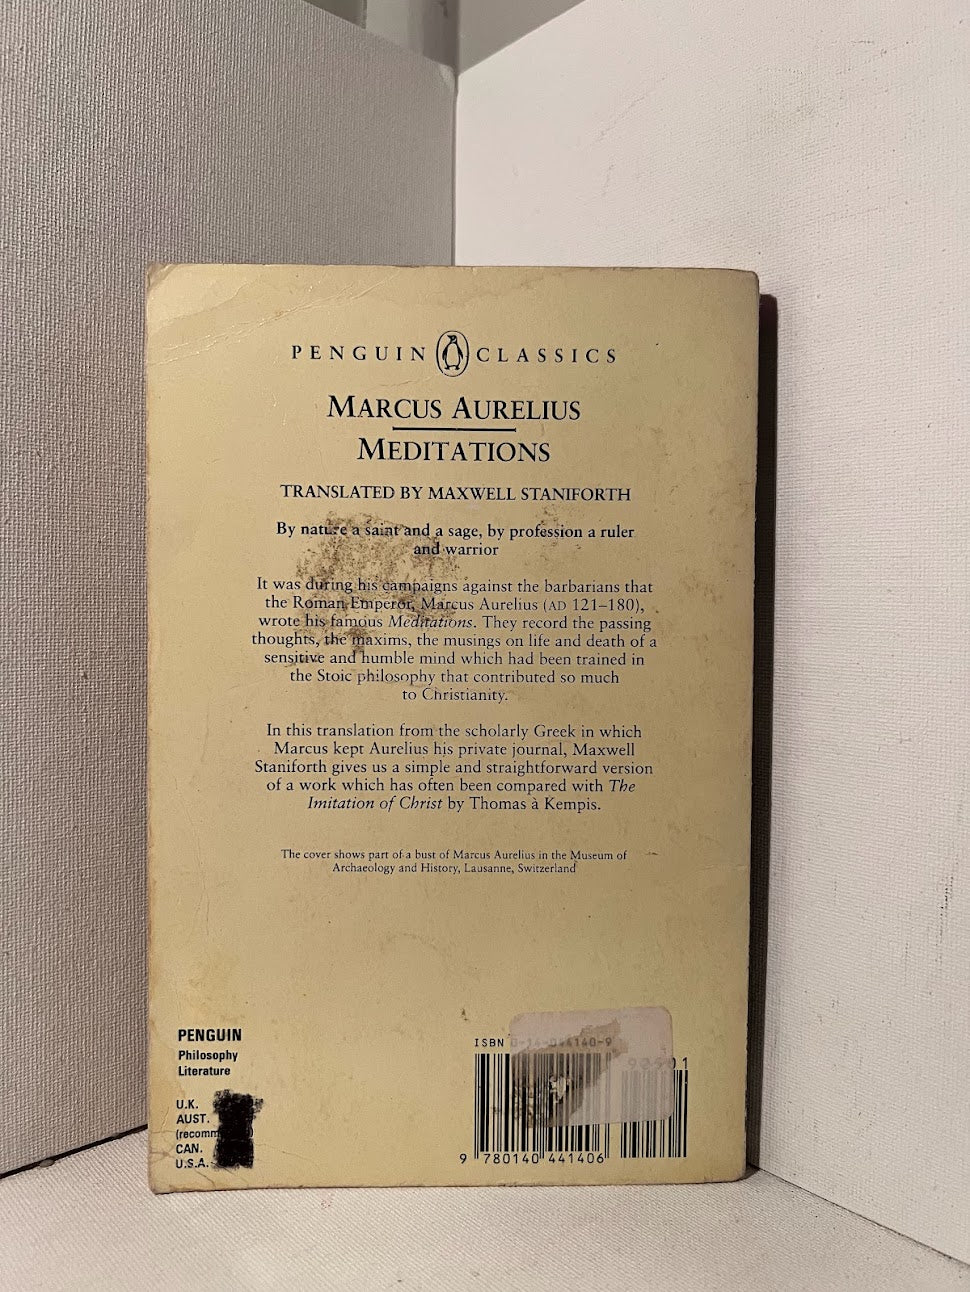 PENGUIN CLASSICS
MARCUS AURELIUS
MEDITATIONS
TRANSLATED BY MAXWELL STANIFORTH
By nature a saint and a sage, by profession a ruler
and warrior
It was during his campaigns against the barbarians that
the Roman Emperor, Marcus Aurelius (AD 121–180),
wrote his famous Meditations. They record the passing
thoughts, the maxims, the musings on life and death of a
sensitive and humble mind which had been trained in
the Stoic philosophy that contributed so much
to Christianity.
In this translation from the scholarly Greek in which
Marcus kept Aurelius his private journal, Maxwell
Staniforth gives us a simple and straightforward version
of a work which has often been compared with The
Imitation of Christ by Thomas à Kempis.
The cover shows part of a bust of Marcus Aurelius in the Museum of
Archaeology and History, Lausanne, Switzerland
PENGUIN
Philosophy
Literature
U.K.
AUST.
(recomm
CAN.
U.S.A.
ISBN 0-14-044140-9
9 780140 441406